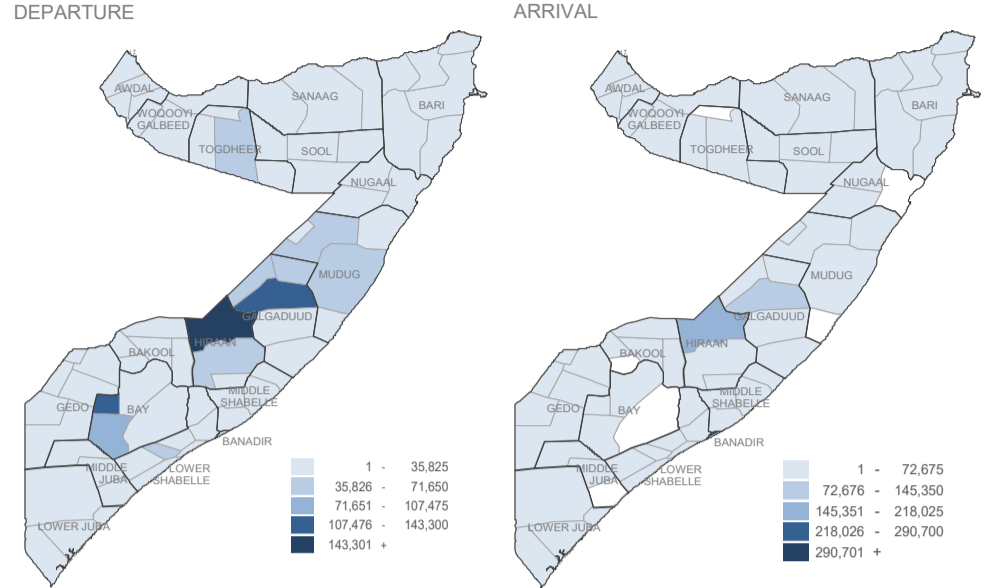 DEPARTURE
AWDAL
WOQOOYI
GALBEED
TOGDHEER
SANAAG
SOOL
BARI
NUGAAL
MUDUG
GALGADUUD
HIRAAN
BAKOOL
GEDO
BAY
MIDDLE
SHABELLE
BANADIR
LOWER
SHABELLE
MIDDLE
JUBA
LOWER JUBA
1 - 35,825
35,826 - 71,650
71,651 - 107,475
107,476 - 143,300
143,301 +
ARRIVAL
AWDAL
WOQOOYI
GALBEED
TOGDHEER
SANAAG
SOOL
BARI
NUGAAL
MUDUG
GALGADUUD
HIRAAN
BAKOOL
GEDO
BAY
MIDDLE
SHABELLE
BANADIR
LOWER
SHABELLE
MIDDLE
JUBA
LOWER JUBA
1 - 72,675
72,676 - 145,350
145,351 - 218,025
218,026 - 290,700
290,701 +